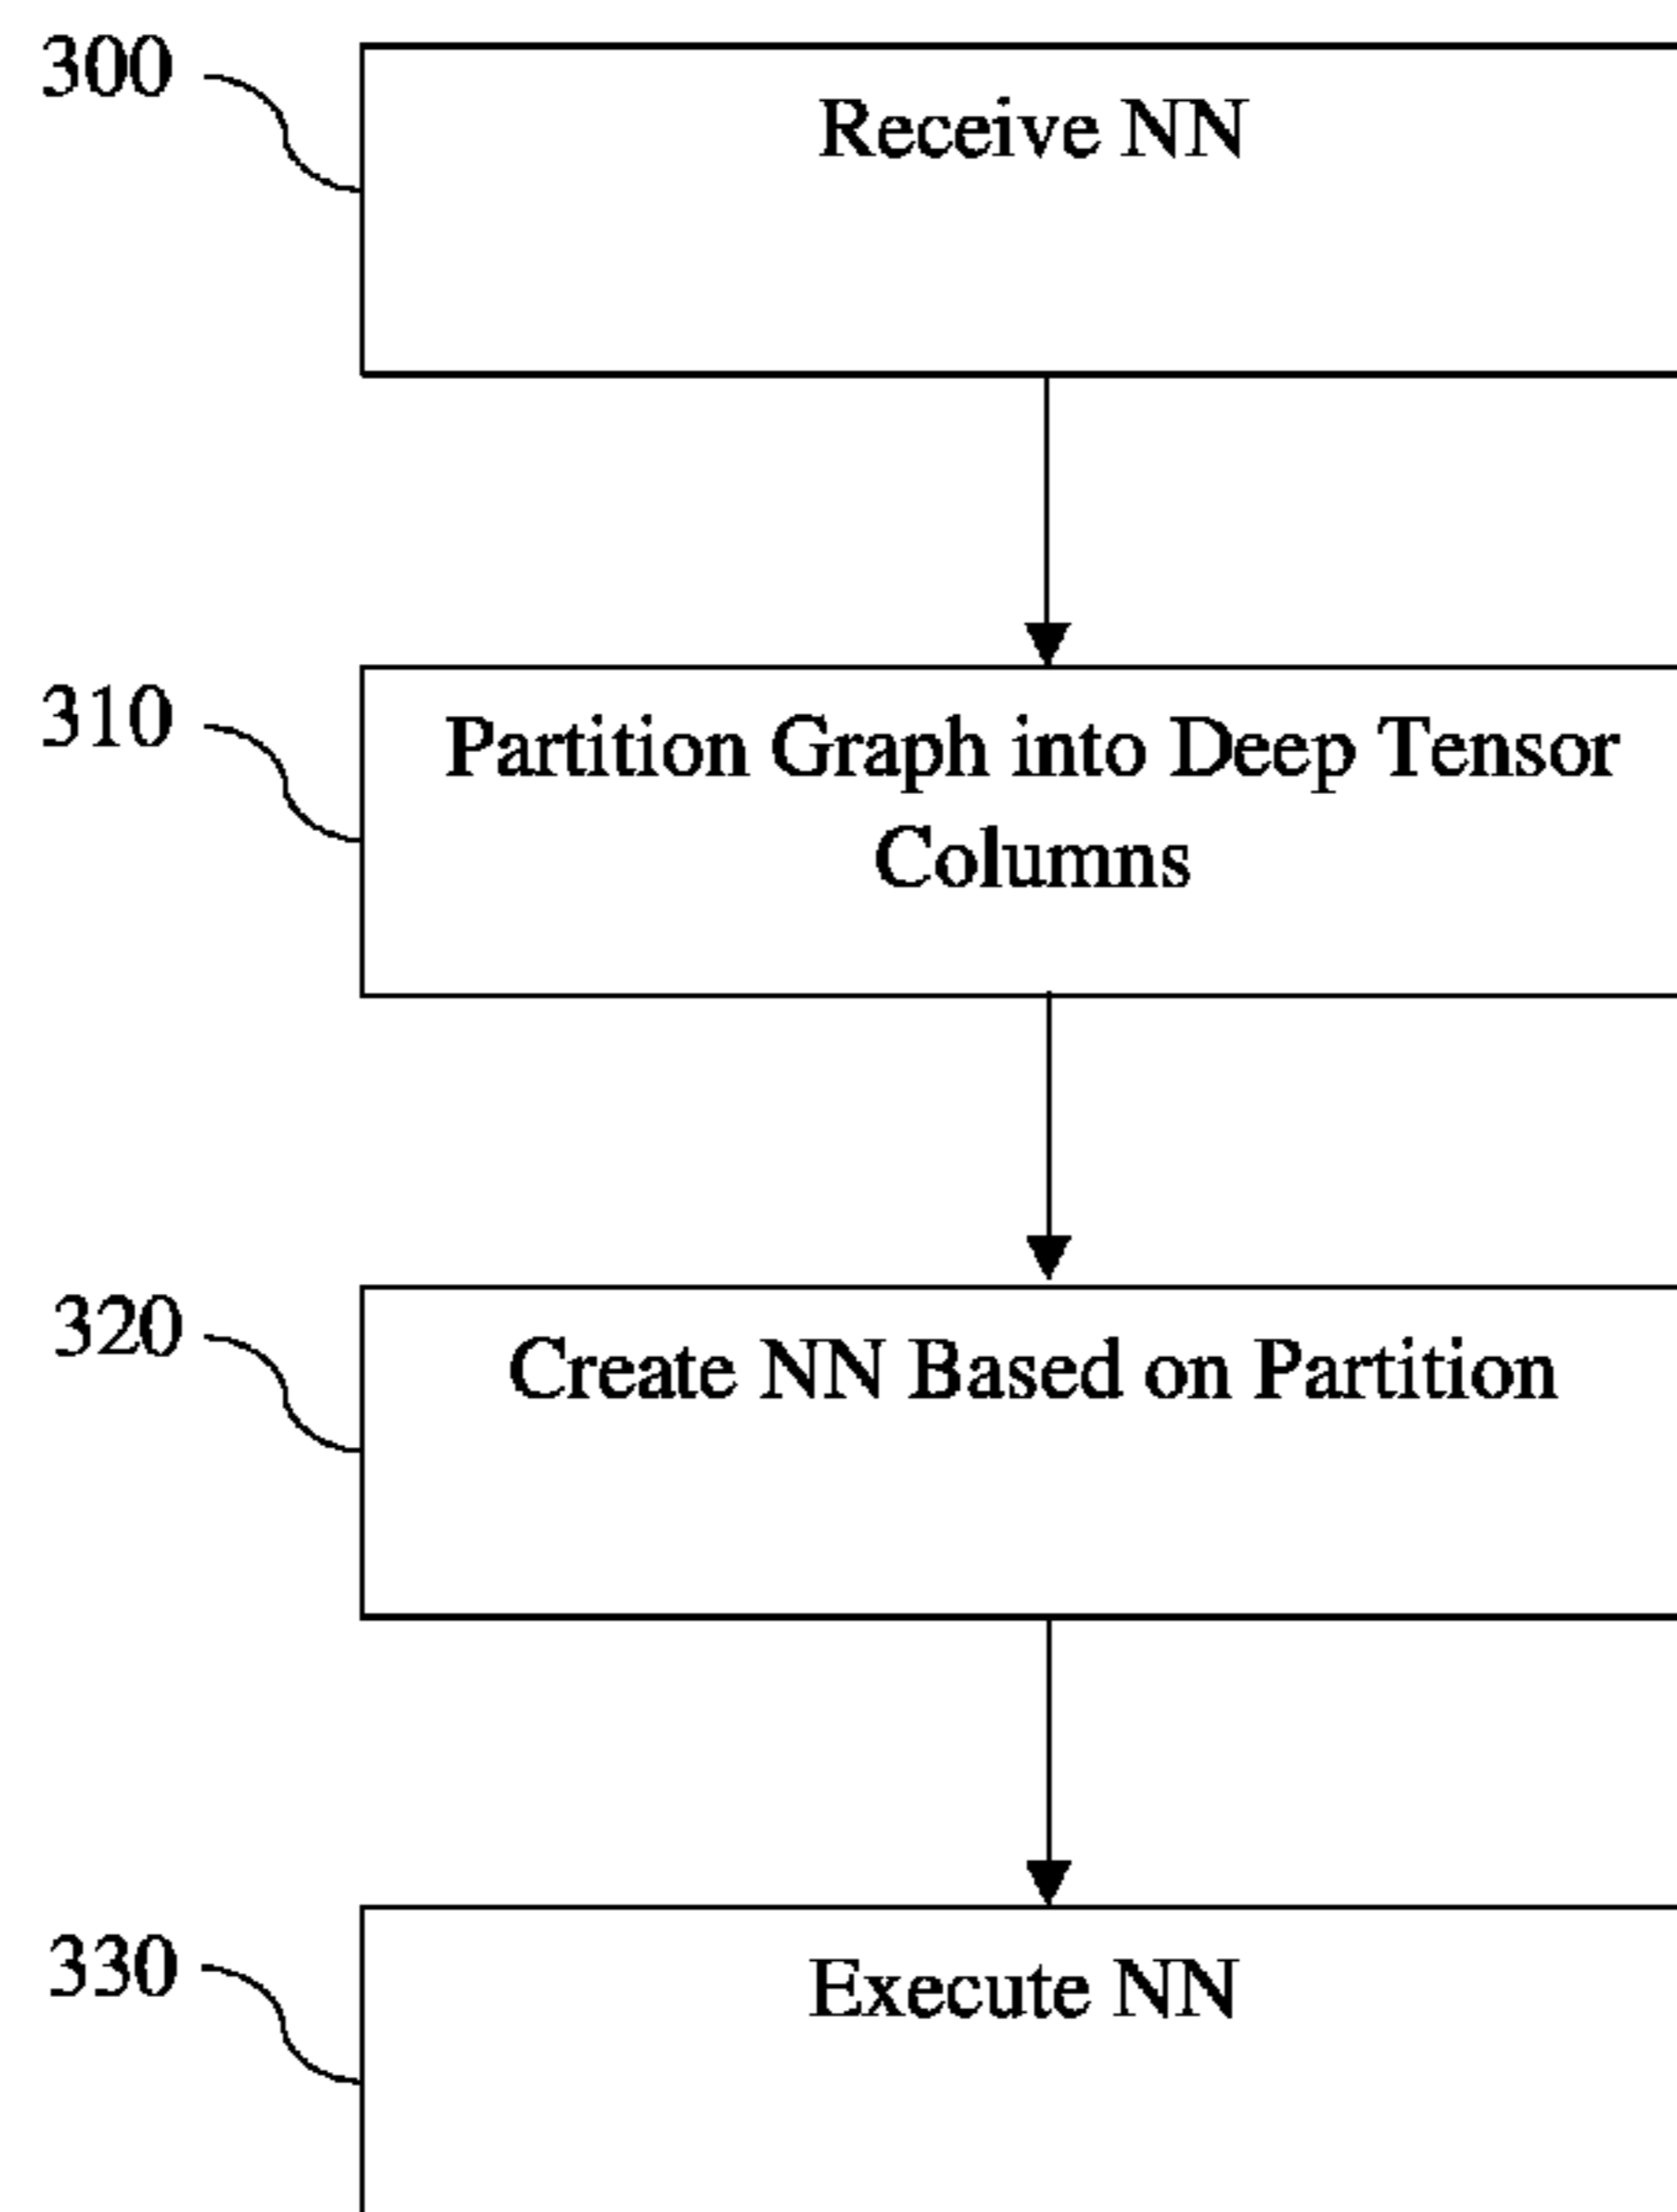 300
Receive NN
310
Partition Graph into Deep Tensor
Columns
320
Create NN Based on Partition
330
Execute NN